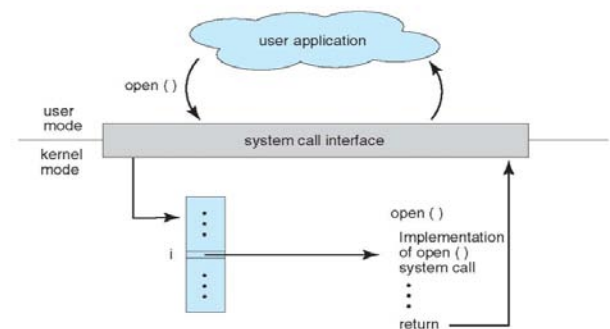 user application
open ( )
user
mode
system call interface
kernel
mode
i
open ( )
Implementation
of open ( )
system call
return